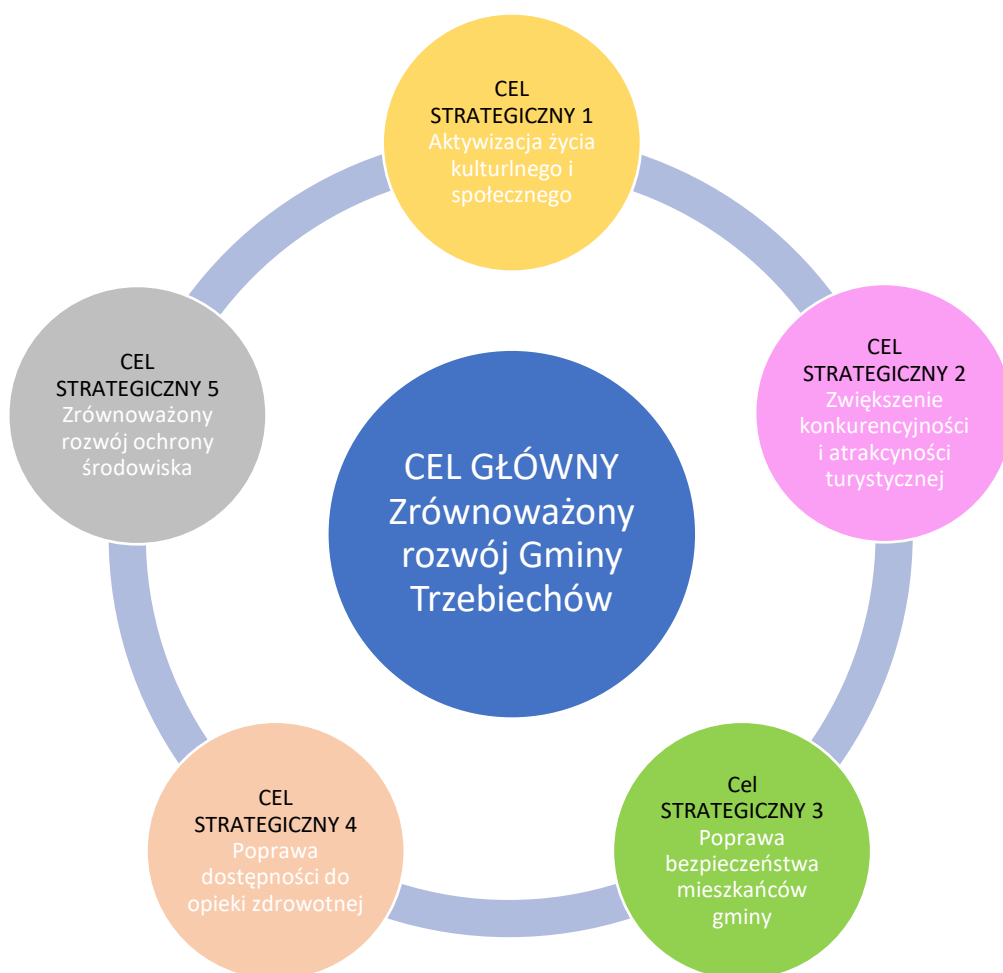 CEL
STRATEGICZNY 1
Aktywizacja życia
kulturlnego i
społecznego
CEL
STRATEGICZNY 2
Zwiększenie
konkurencyjności
i atrakcyności
turystycznej
Cel
STRATEGICZNY 3
Poprawa
bezpieczeństwa
mieszkańców
gminy
CEL
STRATEGICZNY 4
Poprawa
dostępności do
opieki zdrowotnej
CEL
STRATEGICZNY 5
Zrównoważony
rozwój ochrony
środowiska
CEL GŁÓWNY
Zrównoważony
rozwój Gminy
Trzebiechów